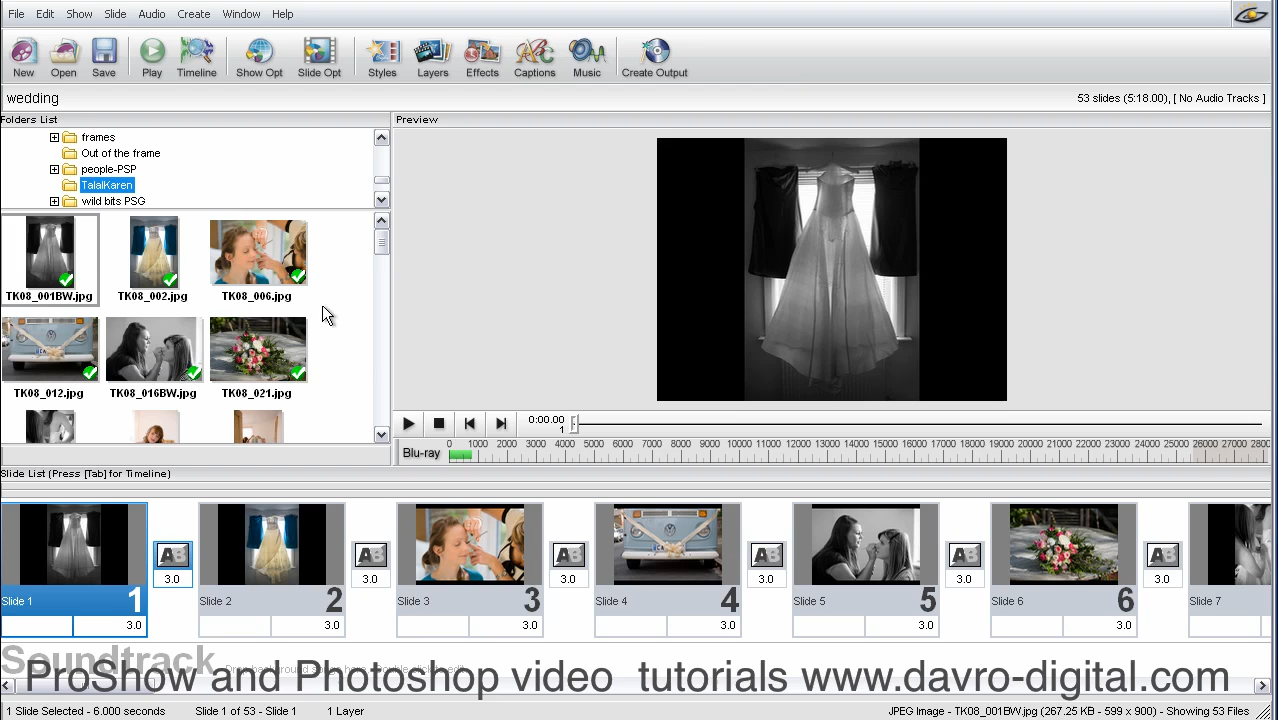 File Edit Show Slide Audio Create Window Help
New Open Save Play Timeline Show Opt Slide Opt Styles Layers Effects Captions Music Create Output
wedding 53 slides (5:18.00), [ No Audio Tracks ]
Folders List
frames
Out of the frame
people-PSP
TalalKaren
wild bits PSG
TK08_001BW.jpg TK08_002.jpg TK08_006.jpg
TK08_012.jpg TK08_016BW.jpg TK08_021.jpg
Preview
0:00.00
1
Blu-ray 0 1000 2000 3000 4000 5000 6000 7000 8000 9000 10000 11000 12000 13000 14000 15000 16000 17000 18000 19000 20000 21000 22000 23000 24000 25000 26000 27000 2800
Slide List (Press [Tab] for Timeline)
AB AB AB AB AB AB
3.0 3.0 3.0 3.0 3.0 3.0
Slide 1 1 Slide 2 2 Slide 3 3 Slide 4 4 Slide 5 5 Slide 6 6 Slide 7
3.0 3.0 3.0 3.0 3.0 3.0
Soundtrack
ProShow and Photoshop video tutorials www.davro-digital.com
1 Slide Selected - 6.000 seconds Slide 1 of 53 - Slide 1 1 Layer JPEG Image - TK08_001BW.jpg (267.25 KB - 599 x 900) - Showing 53 Files